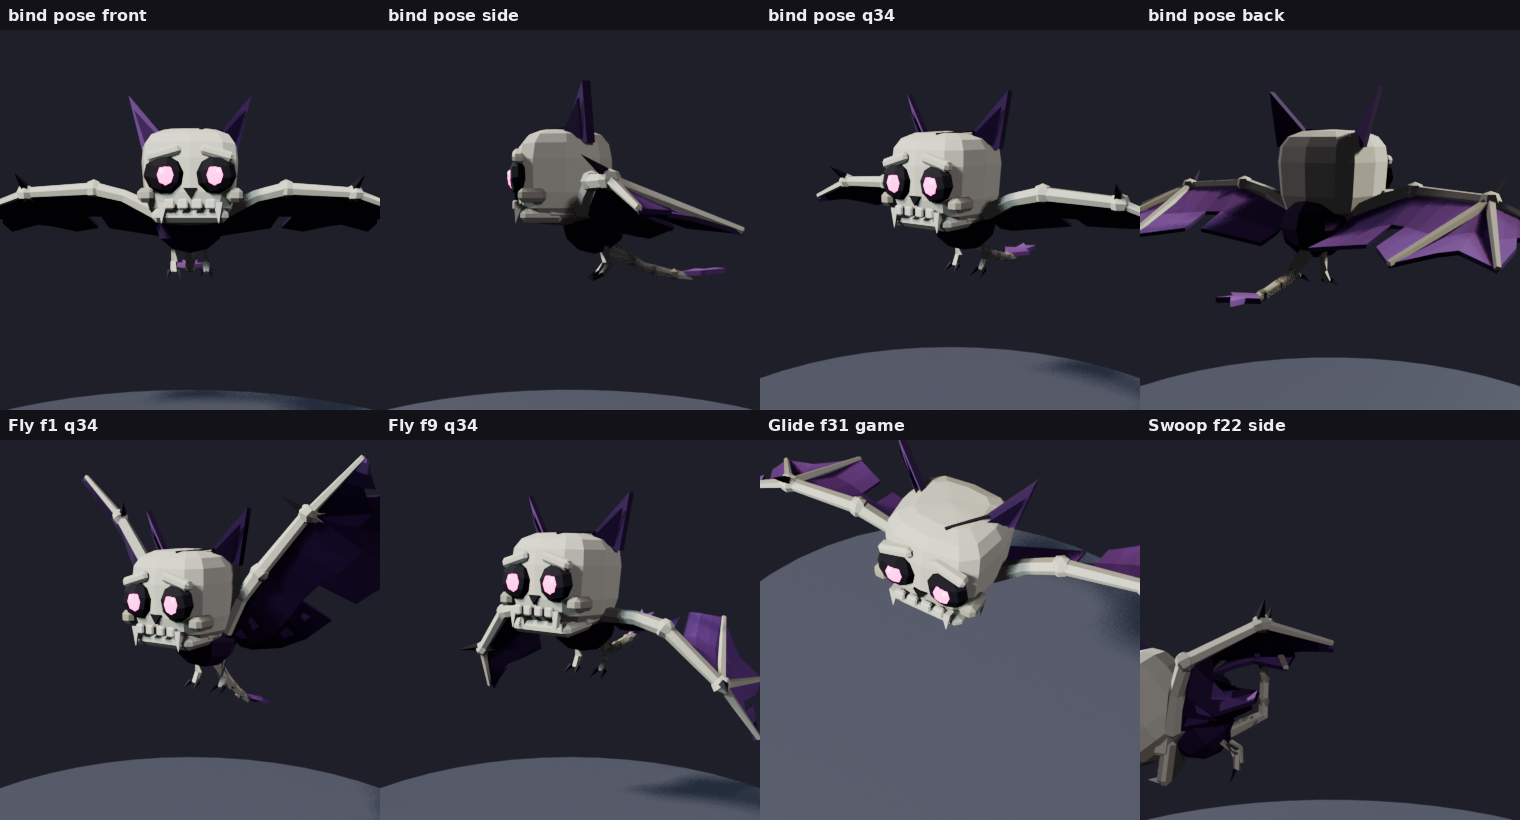 bind pose front
bind pose side
bind pose q34
bind pose back
Fly f1 q34
Fly f9 q34
Glide f31 game
Swoop f22 side